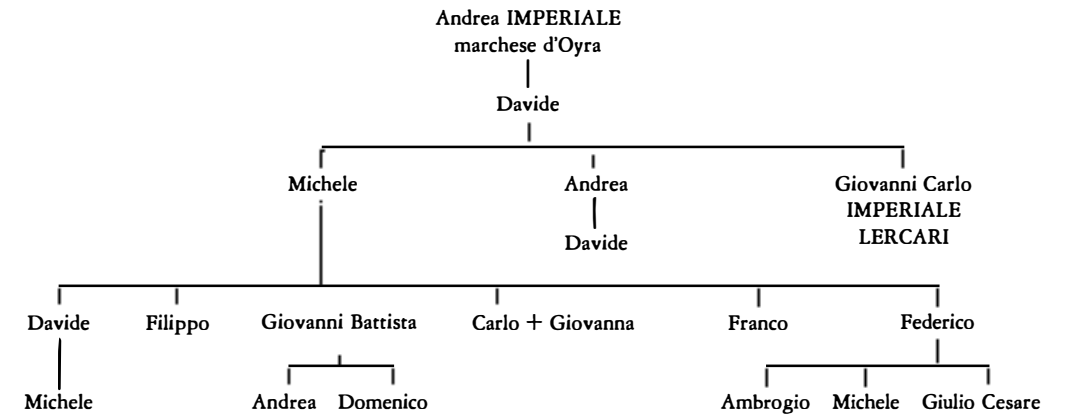 Andrea IMPERIALE
marchese d'Oyra
Davide
Michele Andrea Giovanni Carlo
IMPERIALE
LERCARI
Davide
Davide Filippo Giovanni Battista Carlo + Giovanna Franco Federico
Michele Andrea Domenico Ambrogio Michele Giulio Cesare